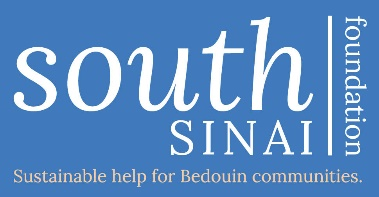 south
SINAI
foundation
Sustainable help for Bedouin communities.